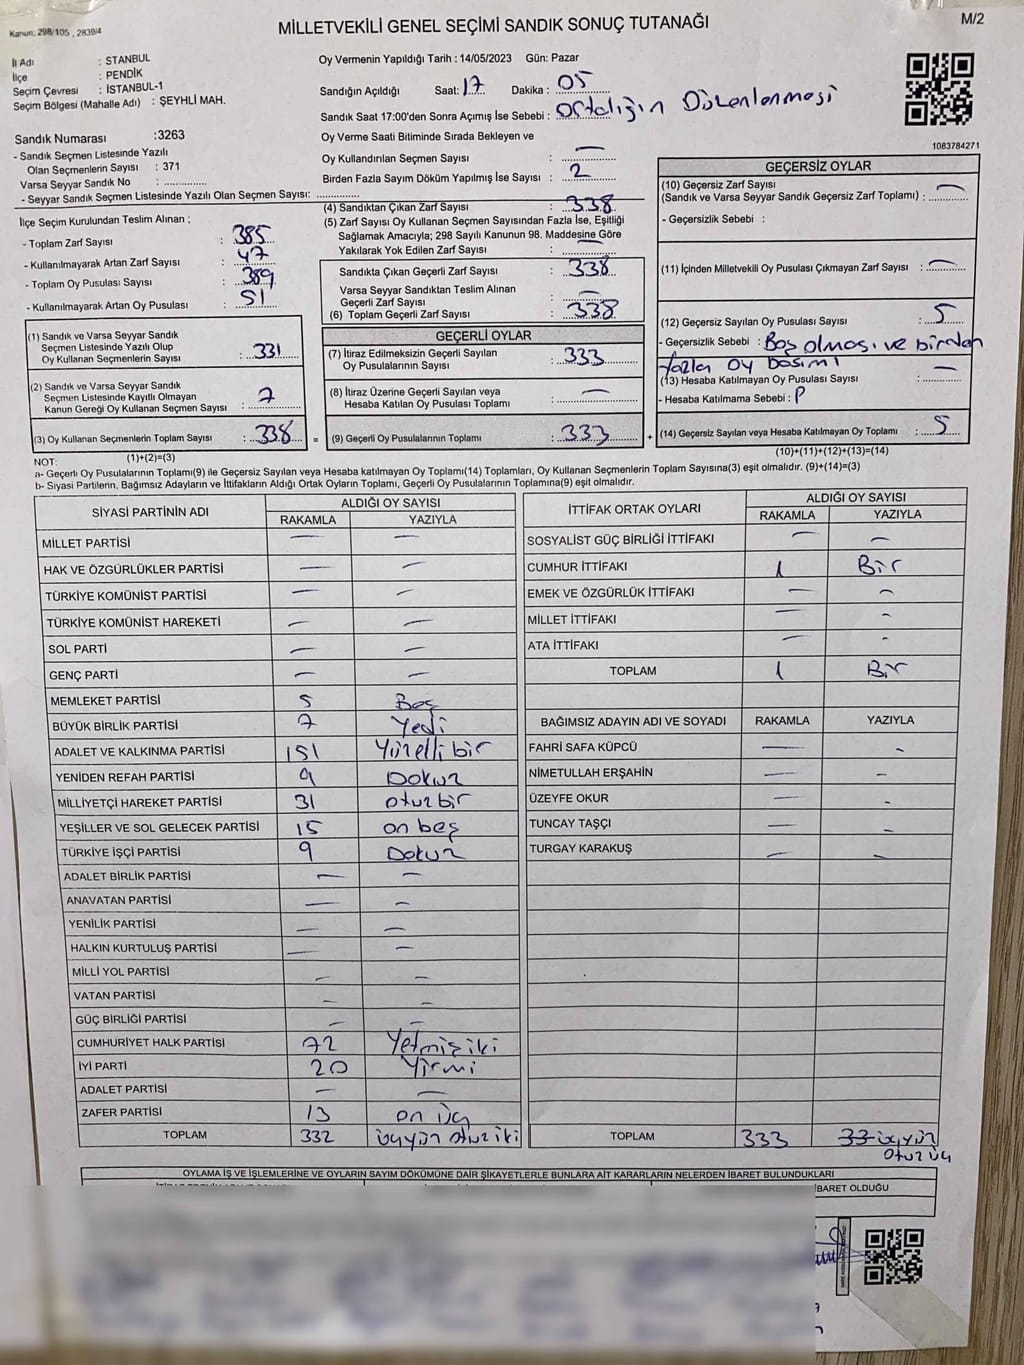 Kanun: 298/105 , 2839/4
MİLLETVEKİLİ GENEL SEÇİMİ SANDIK SONUÇ TUTANAĞI
M/2
İl Adı : İSTANBUL
İlçe : PENDİK
Seçim Çevresi : İSTANBUL-1
Seçim Bölgesi (Mahalle Adı) : ŞEYHLİ MAH.
Sandık Numarası :3263
- Sandık Seçmen Listesinde Yazılı
Olan Seçmenlerin Sayısı : 371
Varsa Seyyar Sandık No :
- Seyyar Sandık Seçmen Listesinde Yazılı Olan Seçmen Sayısı:
Oy Vermenin Yapıldığı Tarih : 14/05/2023 Gün: Pazar
Sandığın Açıldığı Saat: 17 Dakika : 05
Sandık Saat 17:00'den Sonra Açımış İse Sebebi : Ortalığın Düzenlenmesi
Oy Verme Saati Bitiminde Sırada Bekleyen ve
Oy Kullandırılan Seçmen Sayısı : —
Birden Fazla Sayım Döküm Yapılmış İse Sayısı : 2
1083784271
İlçe Seçim Kurulundan Teslim Alınan ;
- Toplam Zarf Sayısı : 385
- Kullanılmayarak Artan Zarf Sayısı : 47
- Toplam Oy Pusulası Sayısı : 389
- Kullanılmayarak Artan Oy Pusulası : 51
(4) Sandıktan Çıkan Zarf Sayısı : 338
(5) Zarf Sayısı Oy Kullanan Seçmen Sayısından Fazla İse, Eşitliği
Sağlamak Amacıyla; 298 Sayılı Kanunun 98. Maddesine Göre
Yakılarak Yok Edilen Zarf Sayısı : —
Sandıkta Çıkan Geçerli Zarf Sayısı : 338
Varsa Seyyar Sandıktan Teslim Alınan
Geçerli Zarf Sayısı : —
(6) Toplam Geçerli Zarf Sayısı : 338
GEÇERSİZ OYLAR
(10) Geçersiz Zarf Sayısı
(Sandık ve Varsa Seyyar Sandık Geçersiz Zarf Toplamı) : —
- Geçersizlik Sebebi :
(11) İçinden Milletvekili Oy Pusulası Çıkmayan Zarf Sayısı : —
(12) Geçersiz Sayılan Oy Pusulası Sayısı : 5
- Geçersizlik Sebebi : Boş olması ve birden
fazla oy basımı
(13) Hesaba Katılmayan Oy Pusulası Sayısı : —
- Hesaba Katılmama Sebebi :
(14) Geçersiz Sayılan veya Hesaba Katılmayan Oy Toplamı : 5
(10)+(11)+(12)+(13)=(14)
(1) Sandık ve Varsa Seyyar Sandık
Seçmen Listesinde Yazılı Olup
Oy Kullanan Seçmenlerin Sayısı : 331
(2) Sandık ve Varsa Seyyar Sandık
Seçmen Listesinde Kayıtlı Olmayan
Kanun Gereği Oy Kullanan Seçmen Sayısı : 7
(3) Oy Kullanan Seçmenlerin Toplam Sayısı : 338 =
(1)+(2)=(3)
GEÇERLİ OYLAR
(7) İtiraz Edilmeksizin Geçerli Sayılan
Oy Pusulalarının Sayısı : 333
(8) İtiraz Üzerine Geçerli Sayılan veya
Hesaba Katılan Oy Pusulası Toplamı : —
(9) Geçerli Oy Pusulalarının Toplamı : 333 +
NOT:
a- Geçerli Oy Pusulalarının Toplamı(9) ile Geçersiz Sayılan veya Hesaba katılmayan Oy Toplamı(14) Toplamları, Oy Kullanan Seçmenlerin Toplam Sayısına(3) eşit olmalıdır. (9)+(14)=(3)
b- Siyasi Partilerin, Bağımsız Adayların ve İttifakların Aldığı Ortak Oyların Toplamı, Geçerli Oy Pusulalarının Toplamına(9) eşit olmalıdır.
SİYASİ PARTİNİN ADI ALDIĞI OY SAYISI
RAKAMLA YAZIYLA
MİLLET PARTİSİ — —
HAK VE ÖZGÜRLÜKLER PARTİSİ — —
TÜRKİYE KOMÜNİST PARTİSİ — —
TÜRKİYE KOMÜNİST HAREKETİ — —
SOL PARTİ — —
GENÇ PARTİ — —
MEMLEKET PARTİSİ 5 Beş
BÜYÜK BİRLİK PARTİSİ 7 Yedi
ADALET VE KALKINMA PARTİSİ 151 Yüzelli bir
YENİDEN REFAH PARTİSİ 9 Dokuz
MİLLİYETÇİ HAREKET PARTİSİ 31 otuz bir
YEŞİLLER VE SOL GELECEK PARTİSİ 15 on beş
TÜRKİYE İŞÇİ PARTİSİ 9 Dokuz
ADALET BİRLİK PARTİSİ — —
ANAVATAN PARTİSİ — —
YENİLİK PARTİSİ — —
HALKIN KURTULUŞ PARTİSİ — —
MİLLİ YOL PARTİSİ — —
VATAN PARTİSİ — —
GÜÇ BİRLİĞİ PARTİSİ — —
CUMHURİYET HALK PARTİSİ 72 Yetmişiki
İYİ PARTİ 20 Yirmi
ADALET PARTİSİ — —
ZAFER PARTİSİ 13 on üç
TOPLAM 332 üçyüz otuz iki
İTTİFAK ORTAK OYLARI ALDIĞI OY SAYISI
RAKAMLA YAZIYLA
SOSYALİST GÜÇ BİRLİĞİ İTTİFAKI — —
CUMHUR İTTİFAKI 1 Bir
EMEK VE ÖZGÜRLÜK İTTİFAKI — —
MİLLET İTTİFAKI — -
ATA İTTİFAKI — -
TOPLAM 1 Bir
BAĞIMSIZ ADAYIN ADI VE SOYADI RAKAMLA YAZIYLA
FAHRİ SAFA KÜPCÜ — -
NİMETULLAH ERŞAHİN — -
ÜZEYFE OKUR — -
TUNCAY TAŞÇI — -
TURGAY KARAKUŞ — -
TOPLAM 333 33 üçyüz
otuz üç
OYLAMA İŞ VE İŞLEMLERİNE VE OYLARIN SAYIM DÖKÜMÜNE DAİR ŞİKAYETLERLE BUNLARA AİT KARARLARIN NELERDEN İBARET BULUNDUKLARI
İBARET OLDUĞU